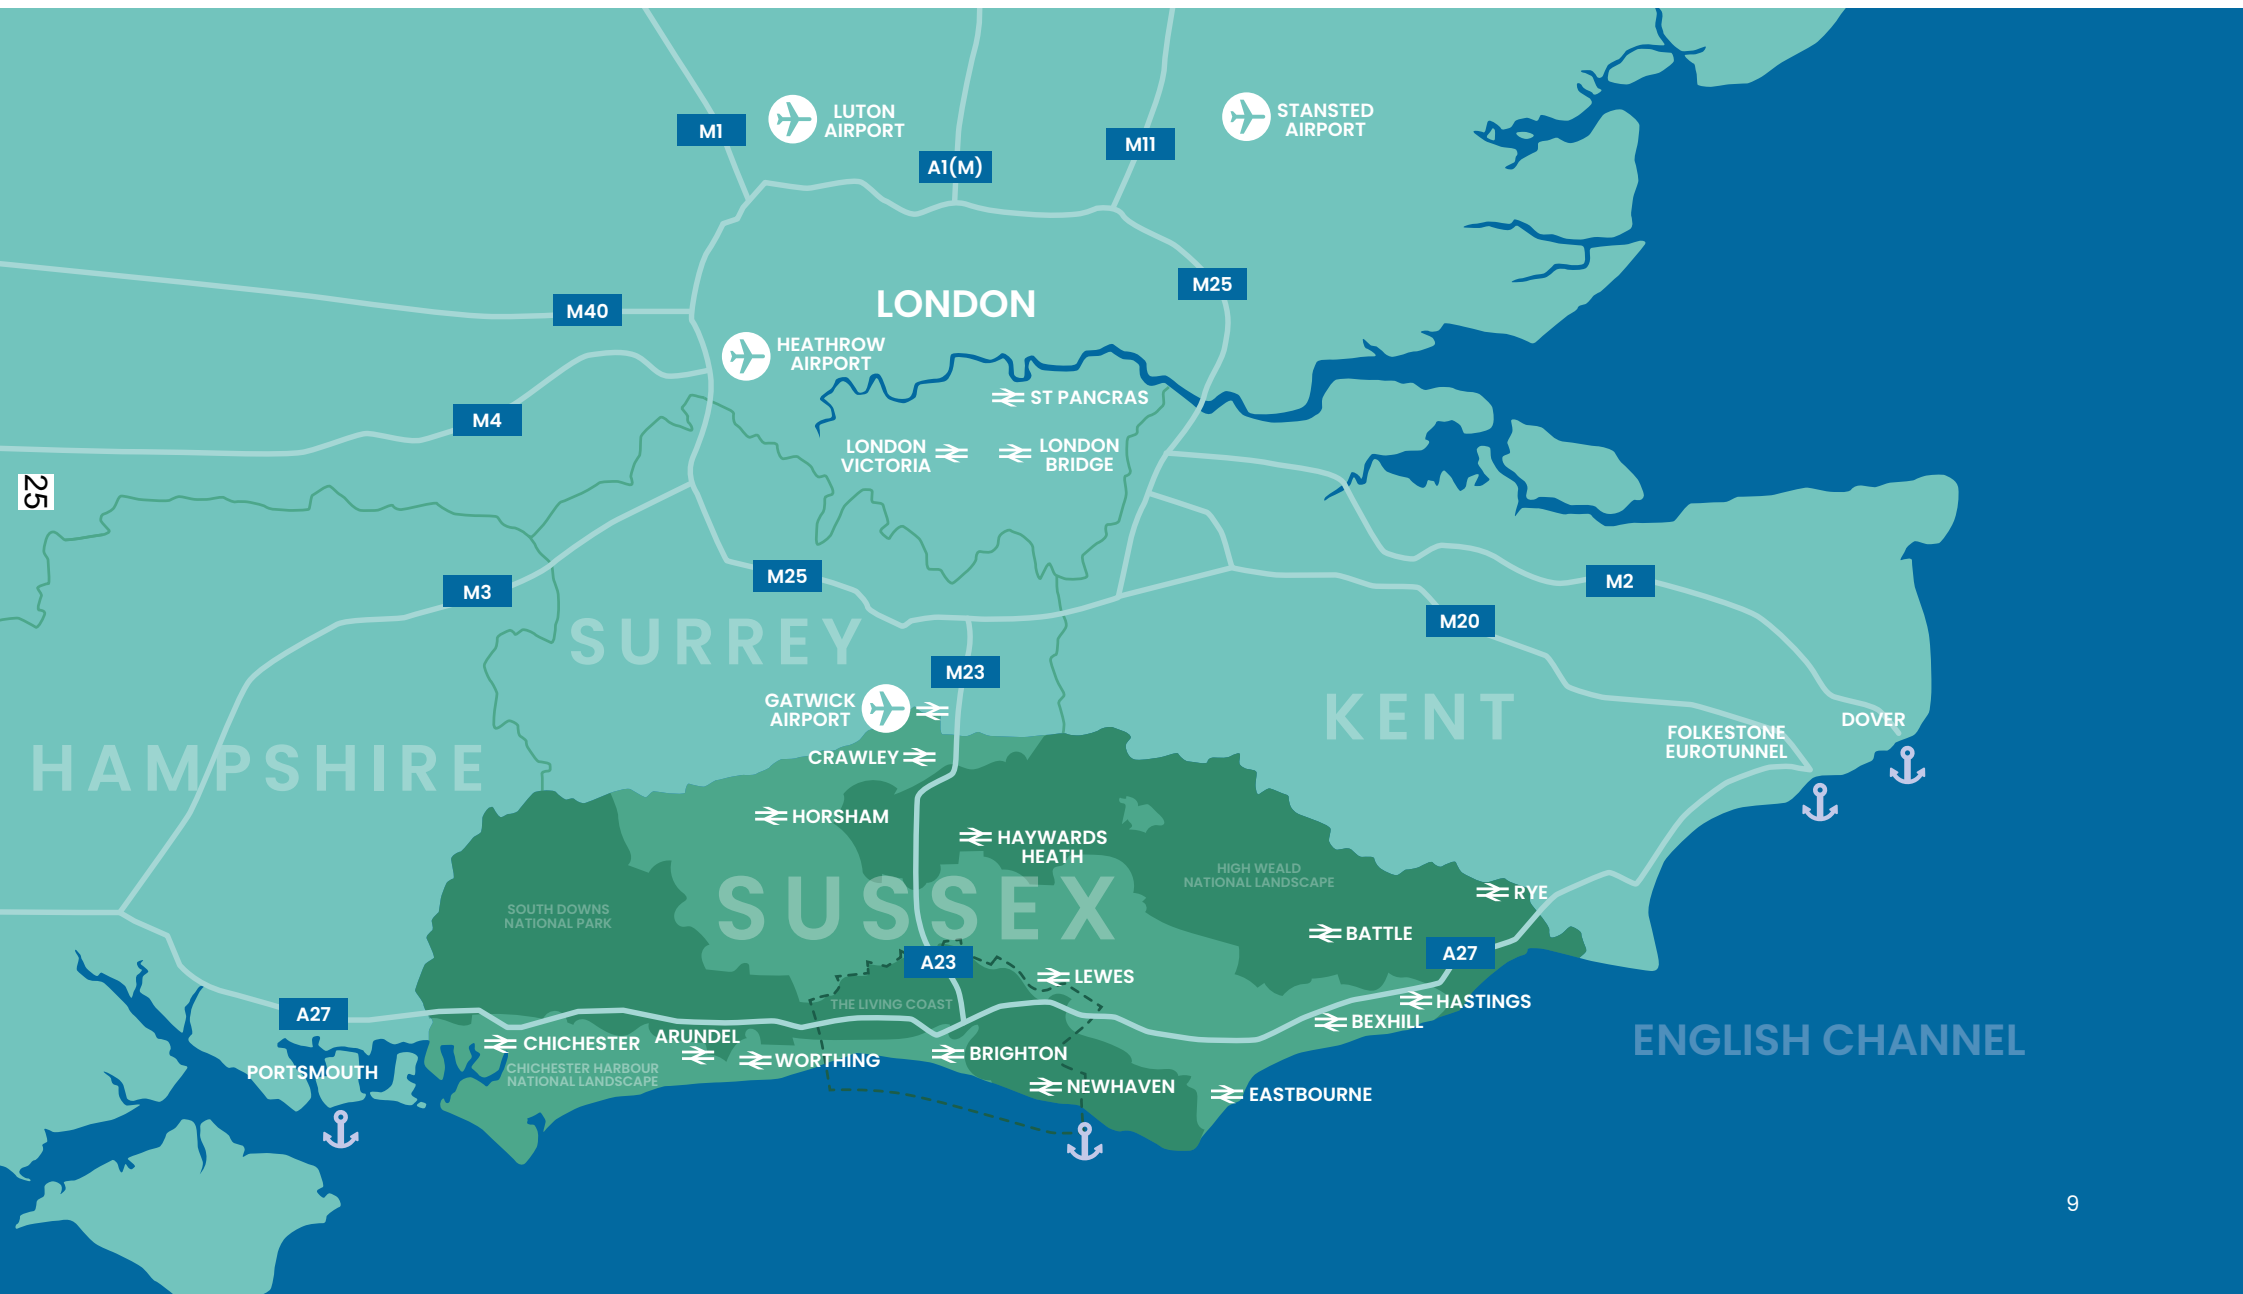 LUTON
AIRPORT
STANSTED
AIRPORT
M1
M11
A1(M)
M25
LONDON
M40
HEATHROW
AIRPORT
ST PANCRAS
M4
LONDON
VICTORIA
LONDON
BRIDGE
25
M25
M3
M2
M20
SURREY
M23
GATWICK
AIRPORT
KENT
DOVER
FOLKESTONE
EUROTUNNEL
HAMPSHIRE
CRAWLEY
HORSHAM
HAYWARDS
HEATH
HIGH WEALD
NATIONAL LANDSCAPE
RYE
SOUTH DOWNS
NATIONAL PARK
SUSSEX
BATTLE
A23
A27
LEWES
HASTINGS
THE LIVING COAST
A27
BEXHILL
ARUNDEL
CHICHESTER
ENGLISH CHANNEL
BRIGHTON
WORTHING
PORTSMOUTH
CHICHESTER HARBOUR
NATIONAL LANDSCAPE
NEWHAVEN
EASTBOURNE
9